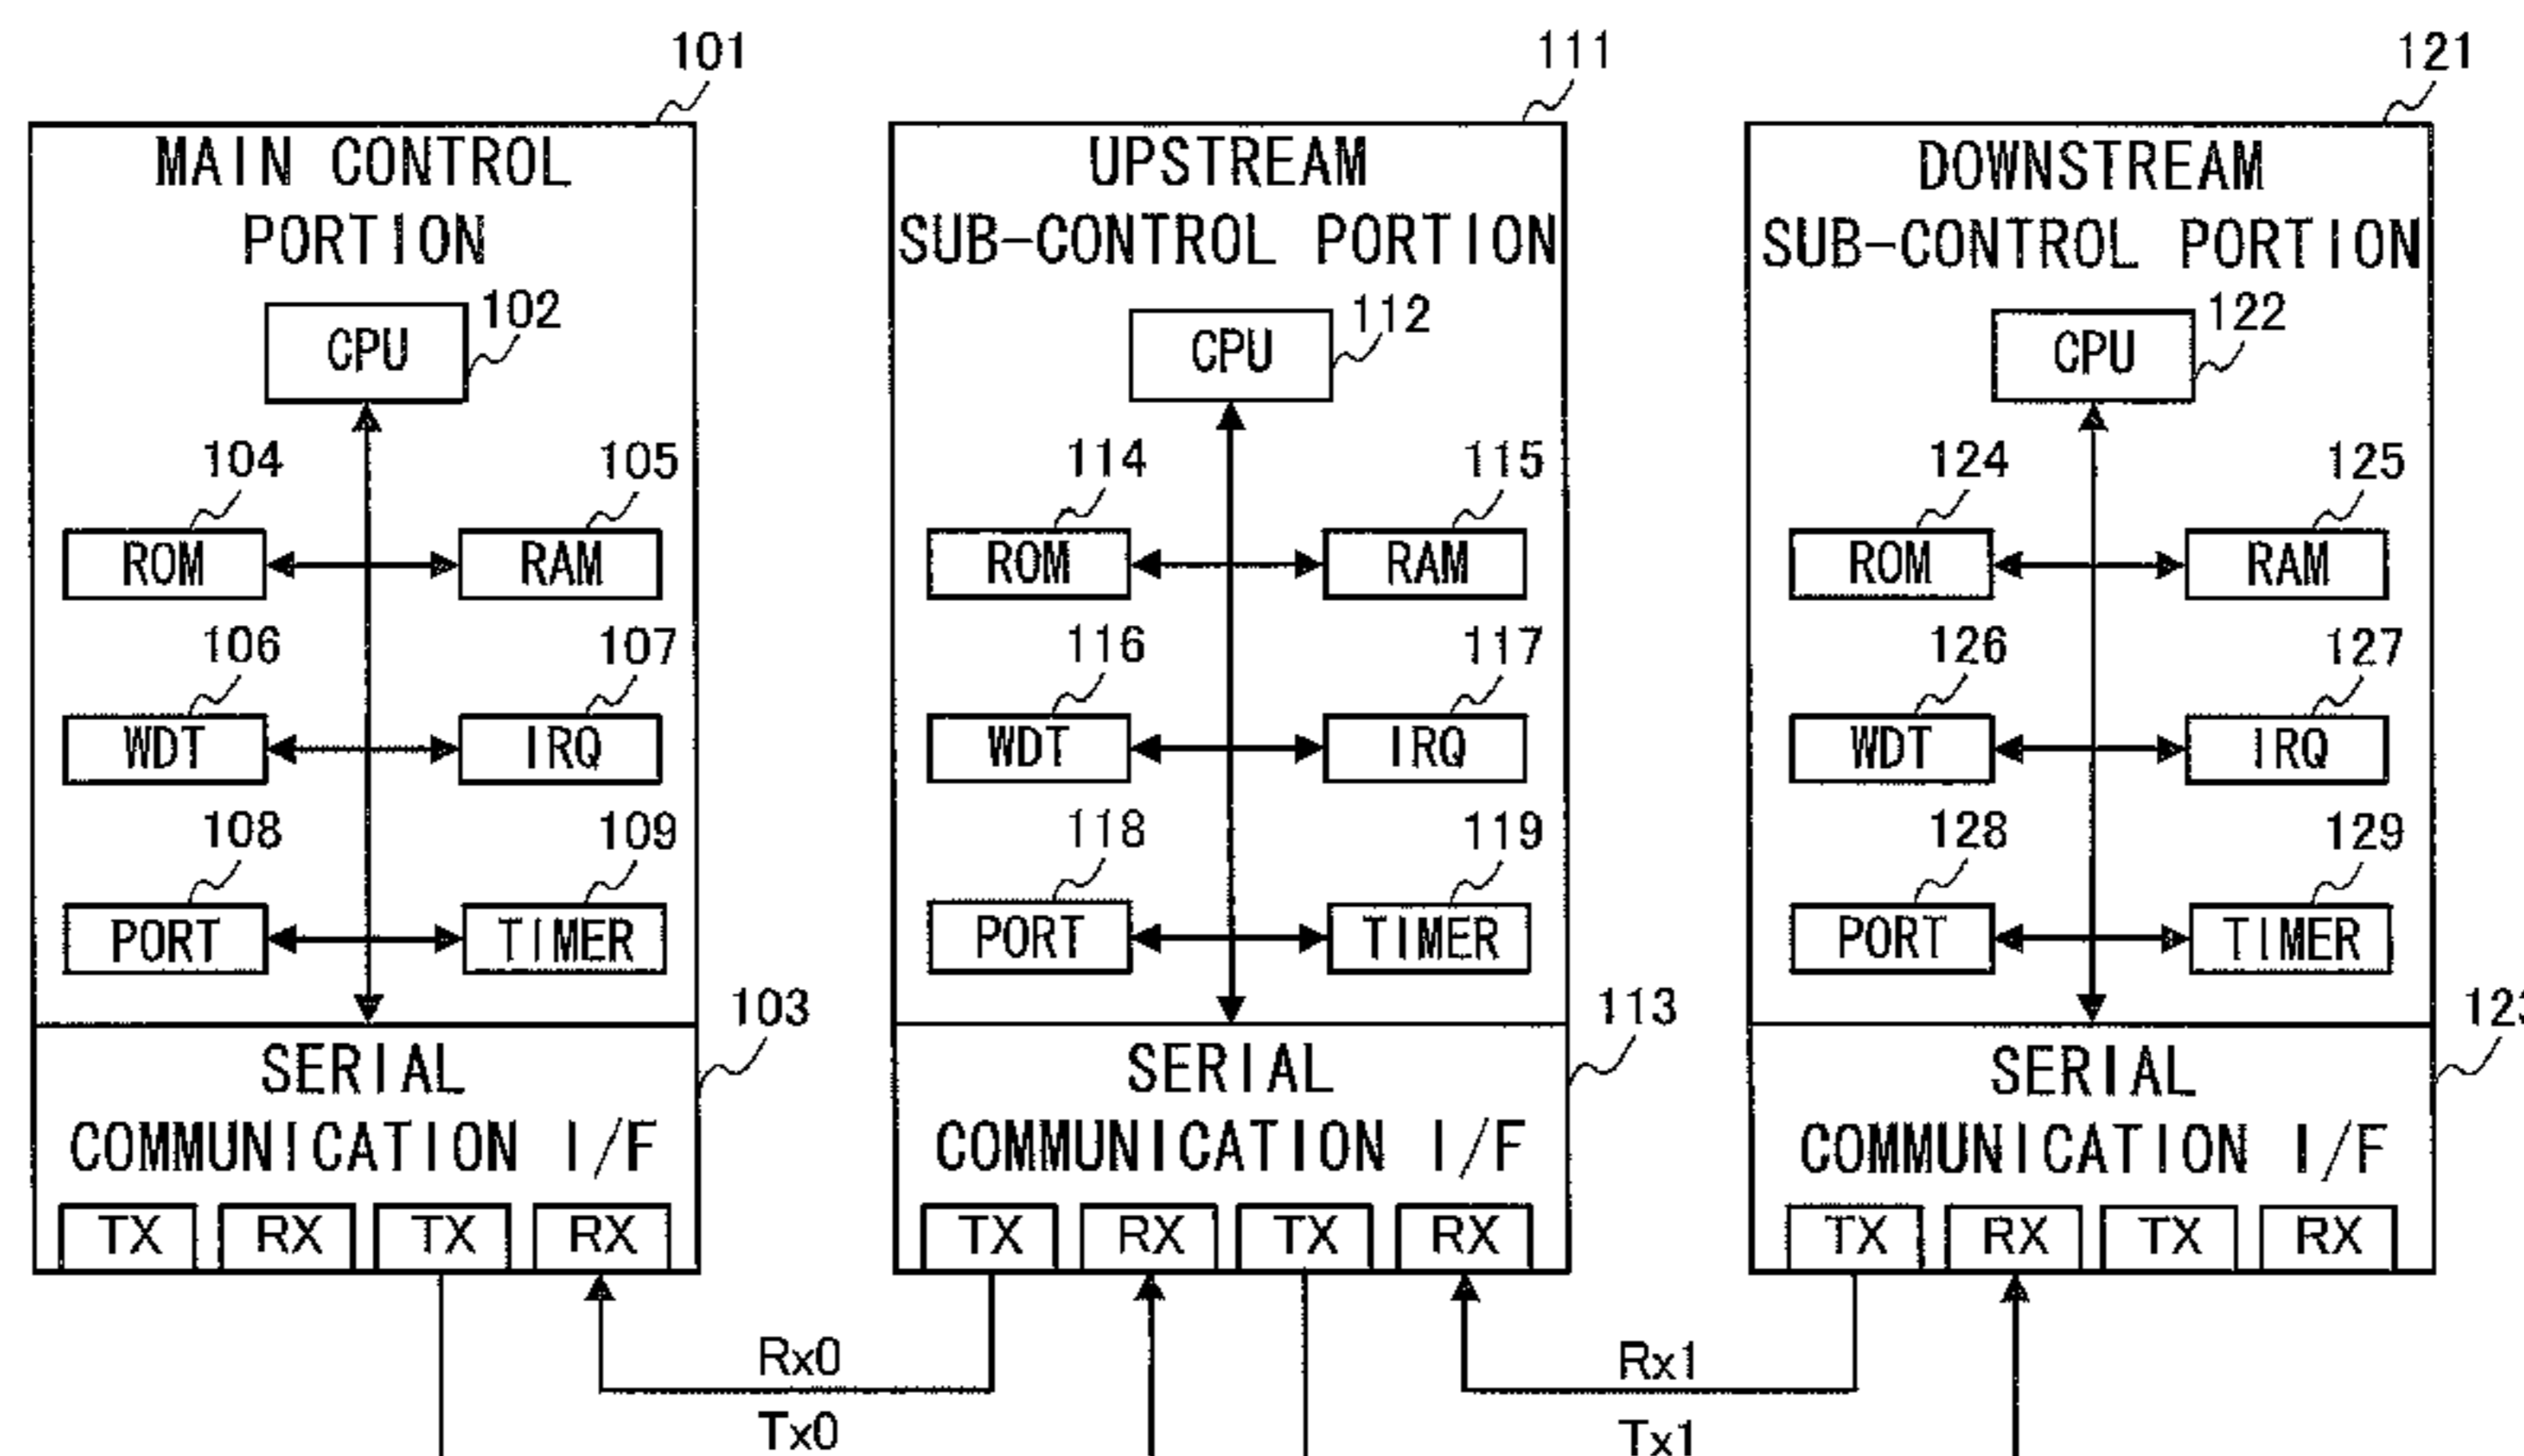 101
MAIN CONTROL
PORTION
CPU
102
104
105
ROM
RAM
106
107
WDT
IRQ
108
109
PORT
TIMER
103
SERIAL
COMMUNICATION I/F
TX RX TX RX
111
UPSTREAM
SUB-CONTROL PORTION
CPU
112
114
115
ROM
RAM
116
117
WDT
IRQ
118
119
PORT
TIMER
113
SERIAL
COMMUNICATION I/F
TX RX TX RX
121
DOWNSTREAM
SUB-CONTROL PORTION
CPU
122
124
125
ROM
RAM
126
127
WDT
IRQ
128
129
PORT
TIMER
123
SERIAL
COMMUNICATION I/F
TX RX TX RX
Rx0
Tx0
Rx1
Tx1